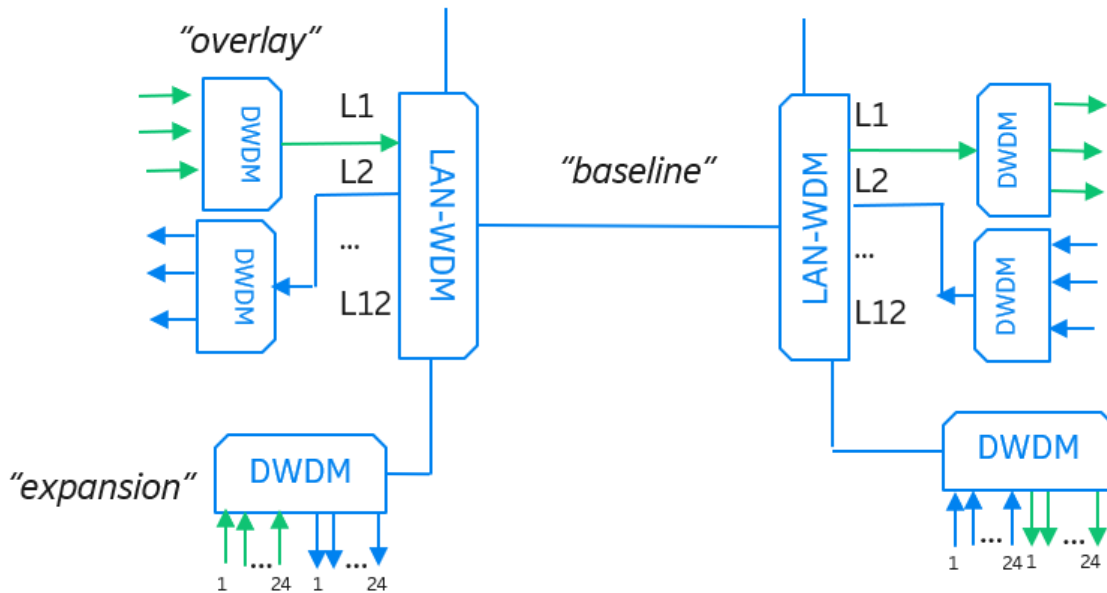 “overlay”
DWDM
L1
L2
...
L12
DWDM
LAN-WDM
“baseline”
LAN-WDM
L1
L2
...
L12
DWDM
DWDM
“expansion”
DWDM
...
...
1
24
1
24
DWDM
...
...
1
24
1
24